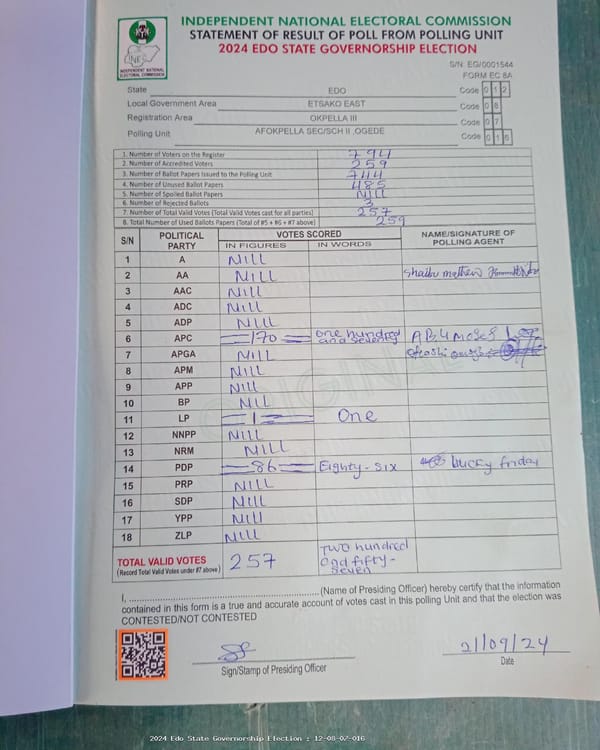 INDEPENDENT NATIONAL ELECTORAL COMMISSION
STATEMENT OF RESULT OF POLL FROM POLLING UNIT
2024 EDO STATE GOVERNORSHIP ELECTION
INEC
INDEPENDENT NATIONAL ELECTORAL COMMISSION
S/N EG/0001544
FORM EC 8A
State EDO Code 0 1 2
Local Government Area ETSAKO EAST Code 0 8
Registration Area OKPELLA III Code 0 7
Polling Unit AFOKPELLA SEC/SCH II ,OGEDE Code 0 1 6
1. Number of Voters on the Register 794
2. Number of Accredited Voters 259
3. Number of Ballot Papers Issued to the Polling Unit 744
4. Number of Unused Ballot Papers 485
5. Number of Spoiled Ballot Papers NILL
6. Number of Rejected Ballots 3
7. Number of Total Valid Votes (Total Valid Votes cast for all parties) 257
8. Total Number of Used Ballots Papers (Total of #5 + #6 + #7 above) 259
S/N POLITICAL PARTY VOTES SCORED NAME/SIGNATURE OF POLLING AGENT
IN FIGURES IN WORDS
1 A NILL
2 AA NILL Shaibu mathew
3 AAC NILL
4 ADC NILL
5 ADP NILL
6 APC =170= one hundred and seventy ABU moses
7 APGA NILL
8 APM NILL
9 APP NILL
10 BP NIL
11 LP =1= One
12 NNPP NILL
13 NRM NILL
14 PDP =86= Eighty-six lucky friday
15 PRP NILL
16 SDP NILL
17 YPP NILL
18 ZLP NILL
TOTAL VALID VOTES 257 Two hundred and fifty-seven
(Record Total Valid Votes under #7 above)
I, ........................ (Name of Presiding Officer) hereby certify that the information
contained in this form is a true and accurate account of votes cast in this polling Unit and that the election was
CONTESTED/NOT CONTESTED
21/09/24
Sign/Stamp of Presiding Officer Date
2024 Edo State Governorship Election : 12-08-07-016